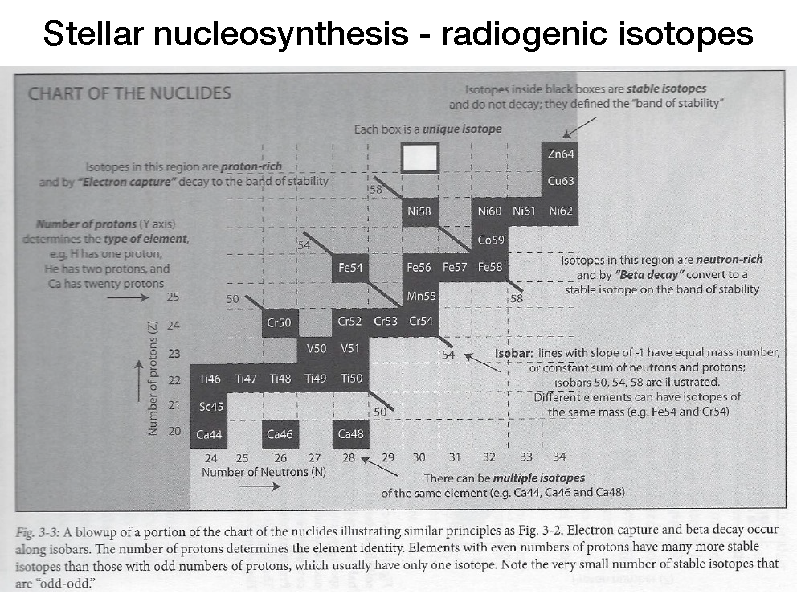 Stellar nucleosynthesis - radiogenic isotopes
CHART OF THE NUCLIDES
Isotopes inside black boxes are stable isotopes
and do not decay; they defined the "band of stability"
Each box is a unique isotope
Isotopes in this region are proton-rich
and by "Electron capture" decay to the band of stability
Number of protons (Y axis)
determines the type of element,
e.g, H has one proton,
He has two protons, and
Ca has twenty protons
Zn64
Cu63
58
Ni58 Ni60 Ni61 Ni62
Co59
54
Fe54 Fe56 Fe57 Fe58
Isotopes in this region are neutron-rich
and by "Beta decay" convert to a
stable isotope on the band of stability
25 50 Mn55 58
24 Cr50 Cr52 Cr53 Cr54
23 V50 V51 54
Isobar: lines with slope of -1 have equal mass number,
or constant sum of neutrons and protons;
isobars 50, 54, 58 are illustrated.
Different elements can have isotopes of
the same mass (e.g. Fe54 and Cr54)
22 Ti46 Ti47 Ti48 Ti49 Ti50
21 Sc45 50
20 Ca44 Ca46 Ca48
Number of protons (Z)
24 25 26 27 28 29 30 31 32 33 34
Number of Neutrons (N)
There can be multiple isotopes
of the same element (e.g. Ca44, Ca46 and Ca48)
Fig. 3-3: A blowup of a portion of the chart of the nuclides illustrating similar principles as Fig. 3-2. Electron capture and beta decay occur
along isobars. The number of protons determines the element identity. Elements with even numbers of protons have many more stable
isotopes than those with odd numbers of protons, which usually have only one isotope. Note the very small number of stable isotopes that
are "odd-odd."